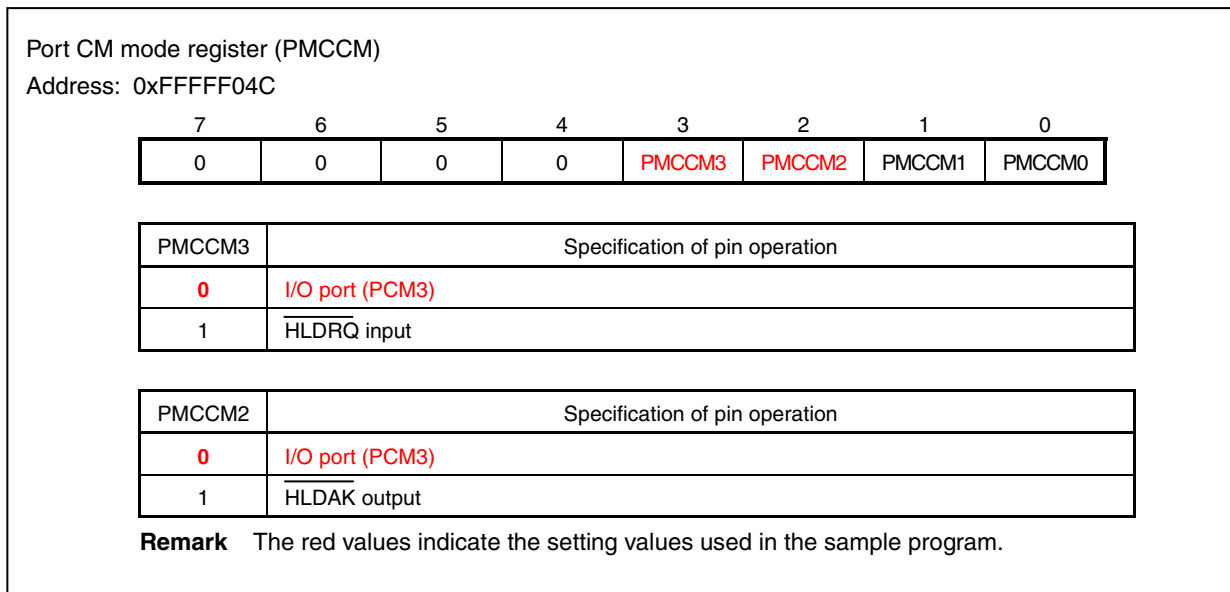 Port CM mode register (PMCCM)
Address: 0xFFFFF04C
7 6 5 4 3 2 1 0
0 0 0 0 PMCCM3 PMCCM2 PMCCM1 PMCCM0
PMCCM3 Specification of pin operation
0 I/O port (PCM3)
1 HLDRQ input
PMCCM2 Specification of pin operation
0 I/O port (PCM3)
1 HLDAK output
Remark The red values indicate the setting values used in the sample program.